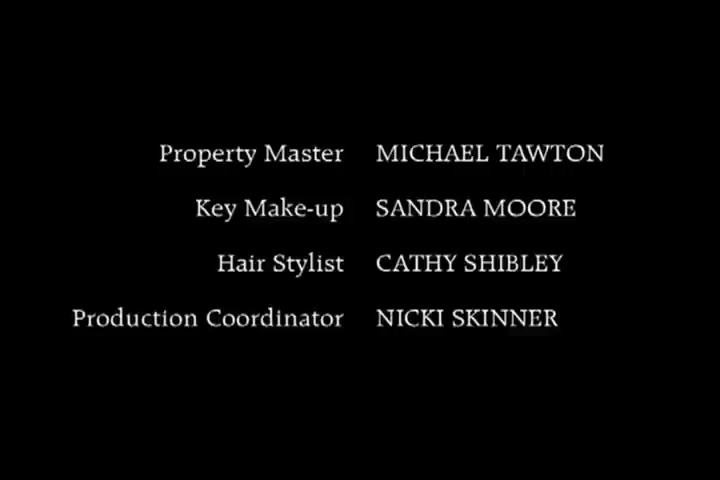 Property Master MICHAEL TAWTON
Key Make-up SANDRA MOORE
Hair Stylist CATHY SHIBLEY
Production Coordinator NICKI SKINNER